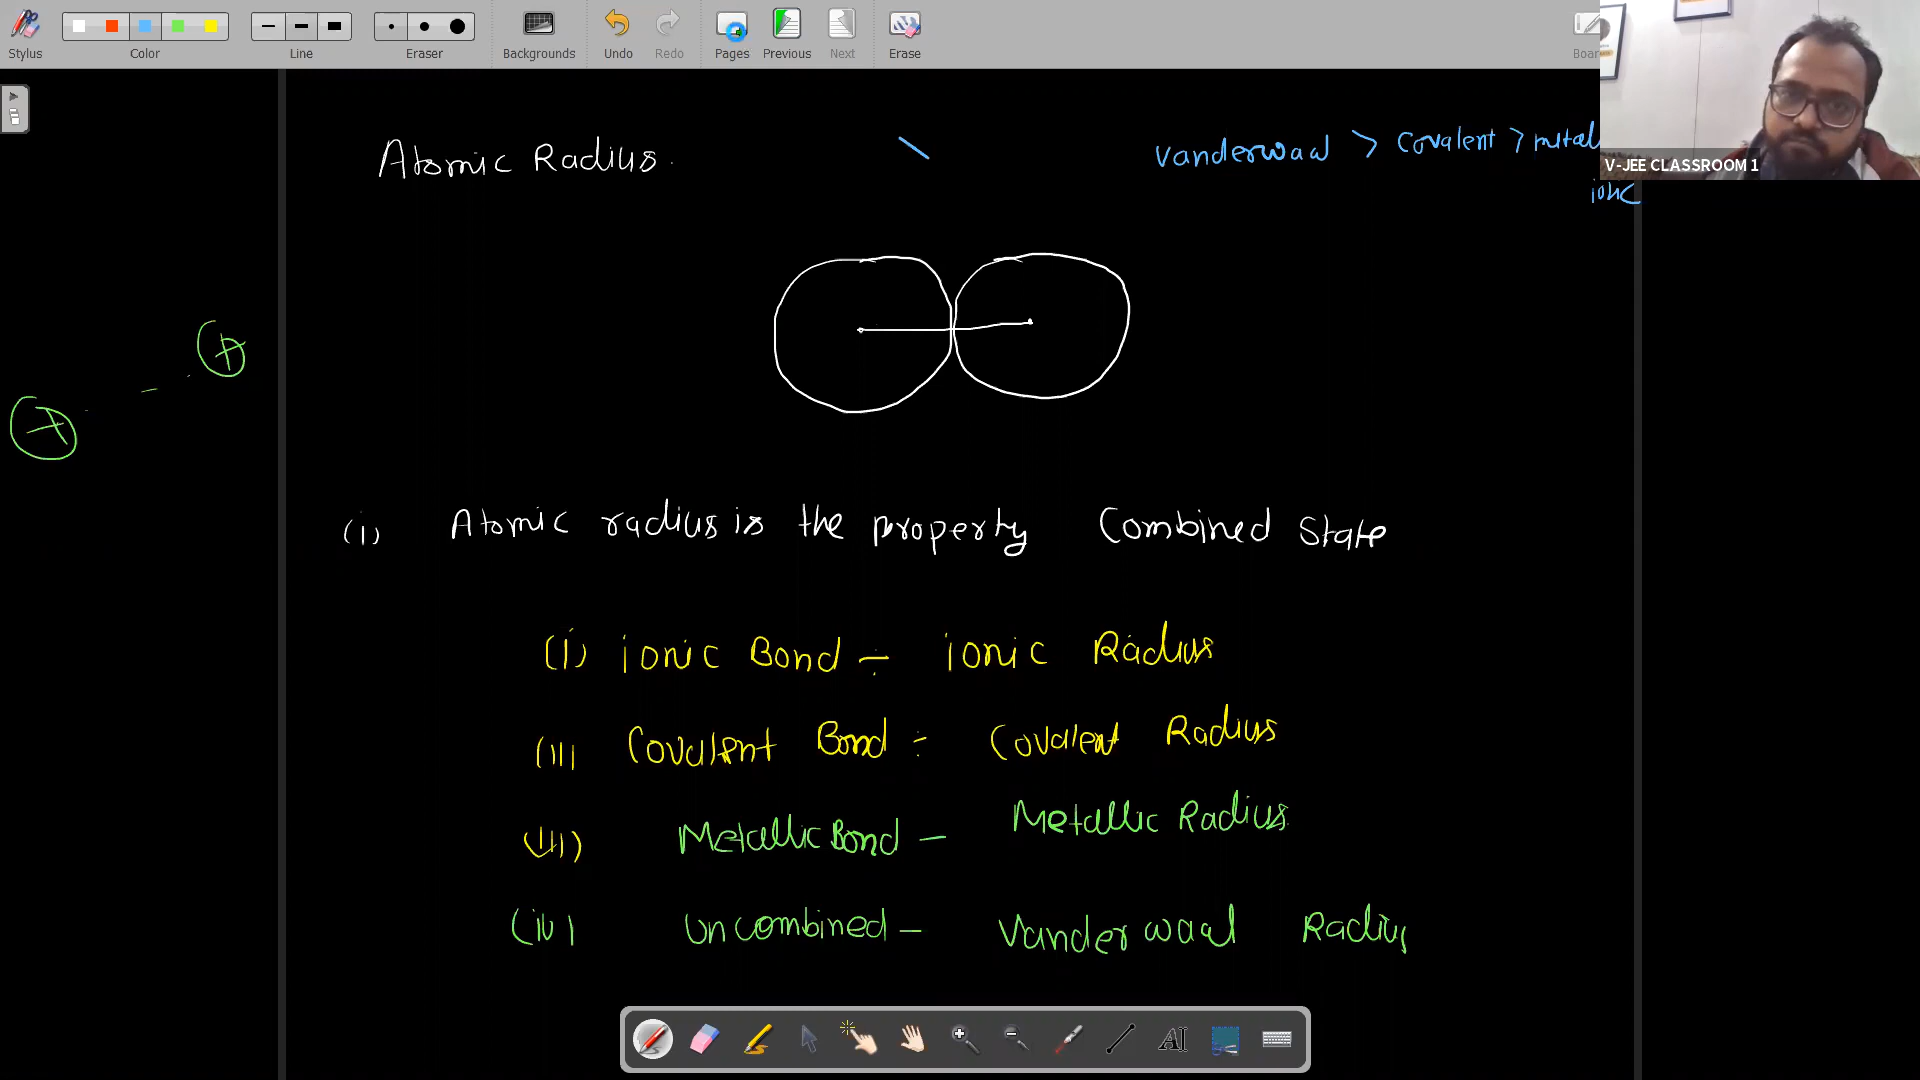 Stylus Color Line Eraser Backgrounds Undo Redo Pages Previous Next Erase
V-JEE CLASSROOM 1
Atomic Radius.
Vanderwaal > Covalent > metal
ionic
(i) Atomic radius is the property Combined State
(i) ionic Bond ÷ ionic Radius
(ii) Covalent Bond ÷ Covalent Radius
(iii) Metallic Bond – Metallic Radius
(iv) Uncombined – Vanderwaal Radius